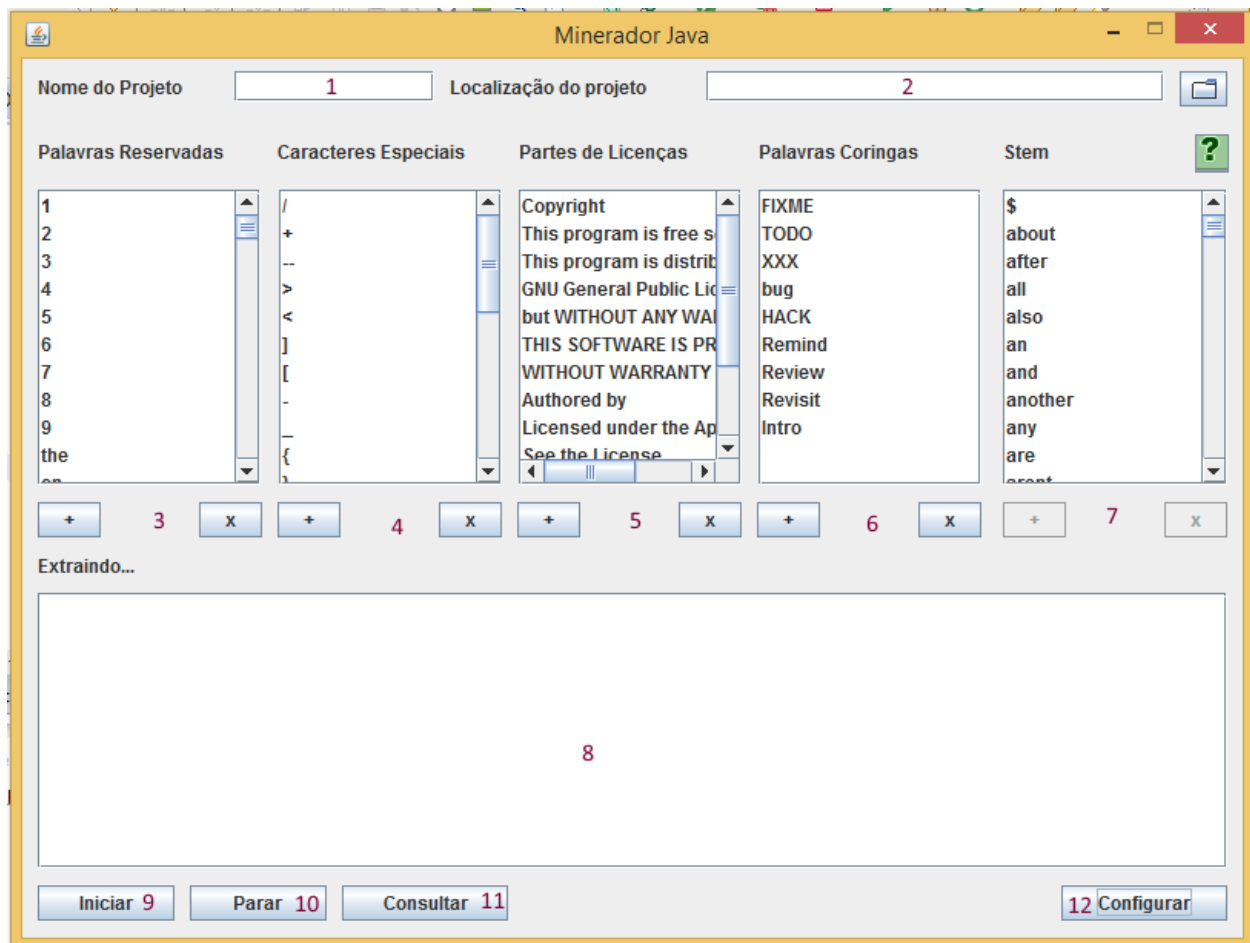 Minerador Java
Nome do Projeto 1 Localização do projeto 2
Palavras Reservadas Caracteres Especiais Partes de Licenças Palavras Coringas Stem ?
1 / Copyright FIXME $
2 + This program is free s TODO about
3 -- This program is distrib XXX after
4 > GNU General Public Lic bug all
5 < but WITHOUT ANY WAI HACK also
6 ] THIS SOFTWARE IS PR Remind an
7 [ WITHOUT WARRANTY Review and
8 - Authored by Revisit another
9 _ Licensed under the Ap Intro any
the { See the License are
+ 3 x + 4 x + 5 x + 6 x + 7 x
Extraindo...
8
Iniciar 9 Parar 10 Consultar 11 12 Configurar